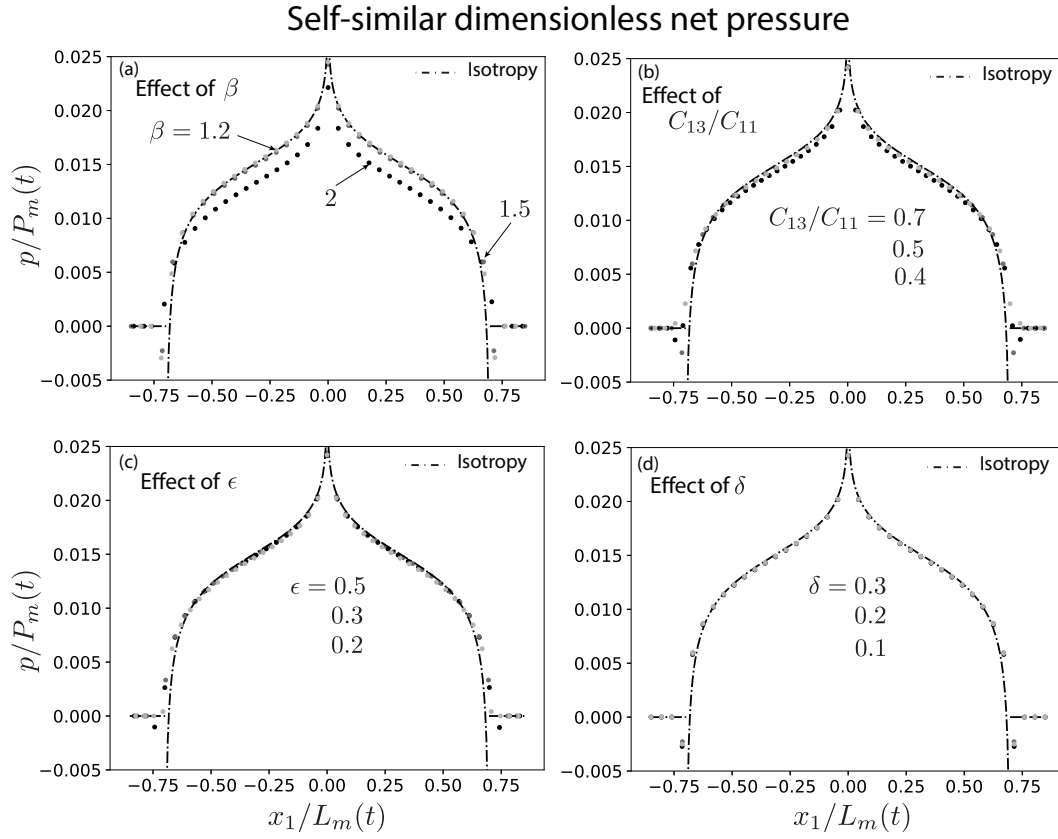 Self-similar dimensionless net pressure
(a)
Effect of β
Isotropy
β = 1.2
2
1.5
p/P_m(t)
0.025
0.020
0.015
0.010
0.005
0.000
−0.005
−0.75 −0.50 −0.25 0.00 0.25 0.50 0.75
(b)
Effect of
C_13/C_11
Isotropy
C_13/C_11 = 0.7
0.5
0.4
0.025
0.020
0.015
0.010
0.005
0.000
−0.005
−0.75 −0.50 −0.25 0.00 0.25 0.50 0.75
(c)
Effect of ϵ
Isotropy
ϵ = 0.5
0.3
0.2
p/P_m(t)
0.025
0.020
0.015
0.010
0.005
0.000
−0.005
−0.75 −0.50 −0.25 0.00 0.25 0.50 0.75
x_1/L_m(t)
(d)
Effect of δ
Isotropy
δ = 0.3
0.2
0.1
0.025
0.020
0.015
0.010
0.005
0.000
−0.005
−0.75 −0.50 −0.25 0.00 0.25 0.50 0.75
x_1/L_m(t)